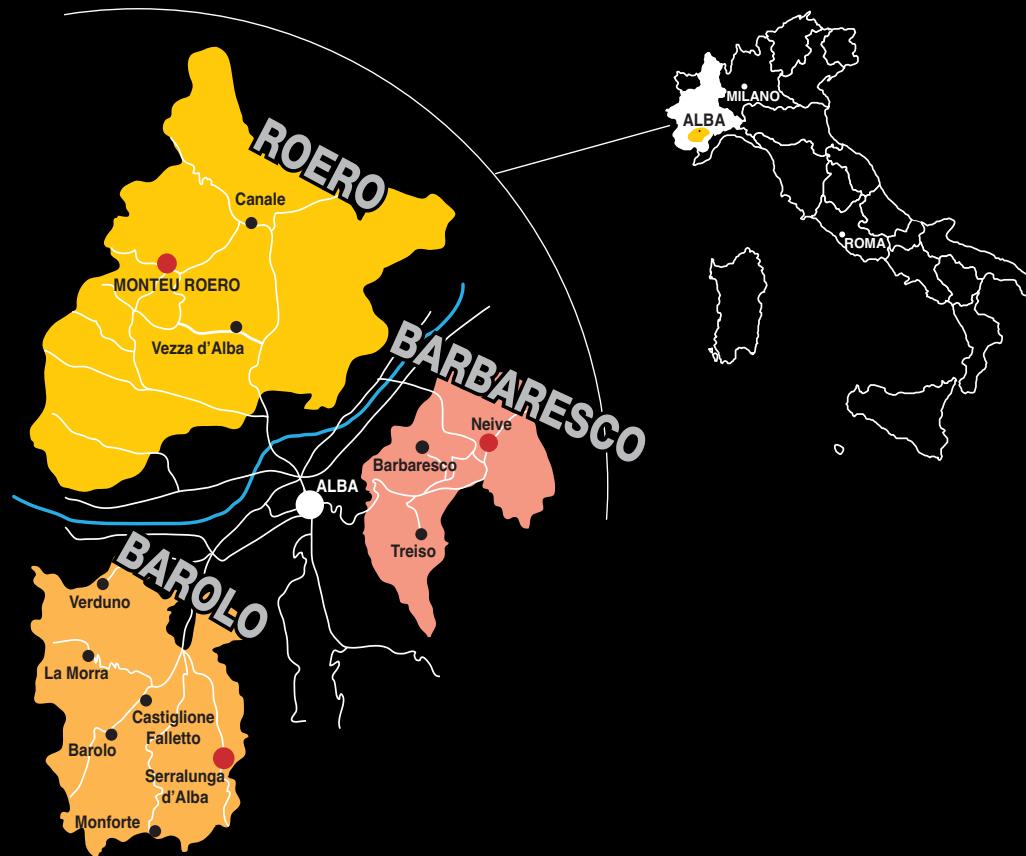 ROERO
Canale
MONTEU ROERO
Vezza d'Alba
BARBARESCO
Neive
Barbaresco
Treiso
ALBA
BAROLO
Verduno
La Morra
Castiglione
Falletto
Barolo
Serralunga
d'Alba
Monforte
MILANO
ALBA
ROMA